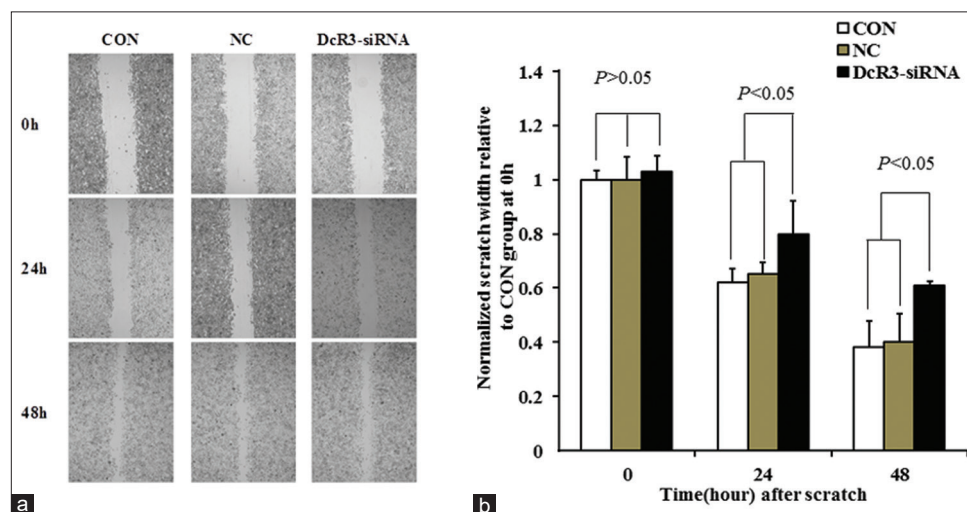 CON
NC
DcR3-siRNA
0h
24h
48h
a
CON
NC
DcR3-siRNA
Normalized scratch width relative
to CON group at 0h
1.4
1.2
1
0.8
0.6
0.4
0.2
0
P>0.05
P<0.05
P<0.05
0
24
48
Time(hour) after scratch
b